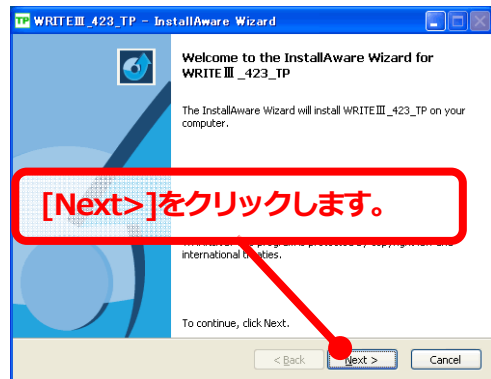 TP WRITEⅢ_423_TP - InstallAware Wizard
Welcome to the InstallAware Wizard for
WRITEⅢ_423_TP
The InstallAware Wizard will install WRITEⅢ_423_TP on your
computer.
[Next>]をクリックします。
international
To continue, click Next.
< Back
Next >
Cancel